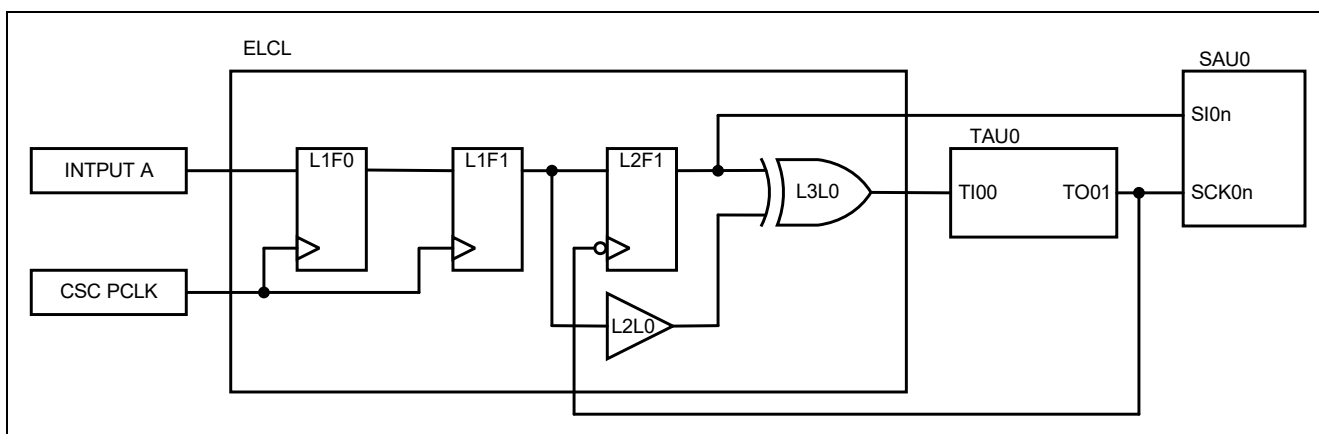 ELCL
SAU0
L1F0
L1F1
L2F1
SI0n
TAU0
INTPUT A
L3L0
TI00
TO01
SCK0n
CSC PCLK
L2L0